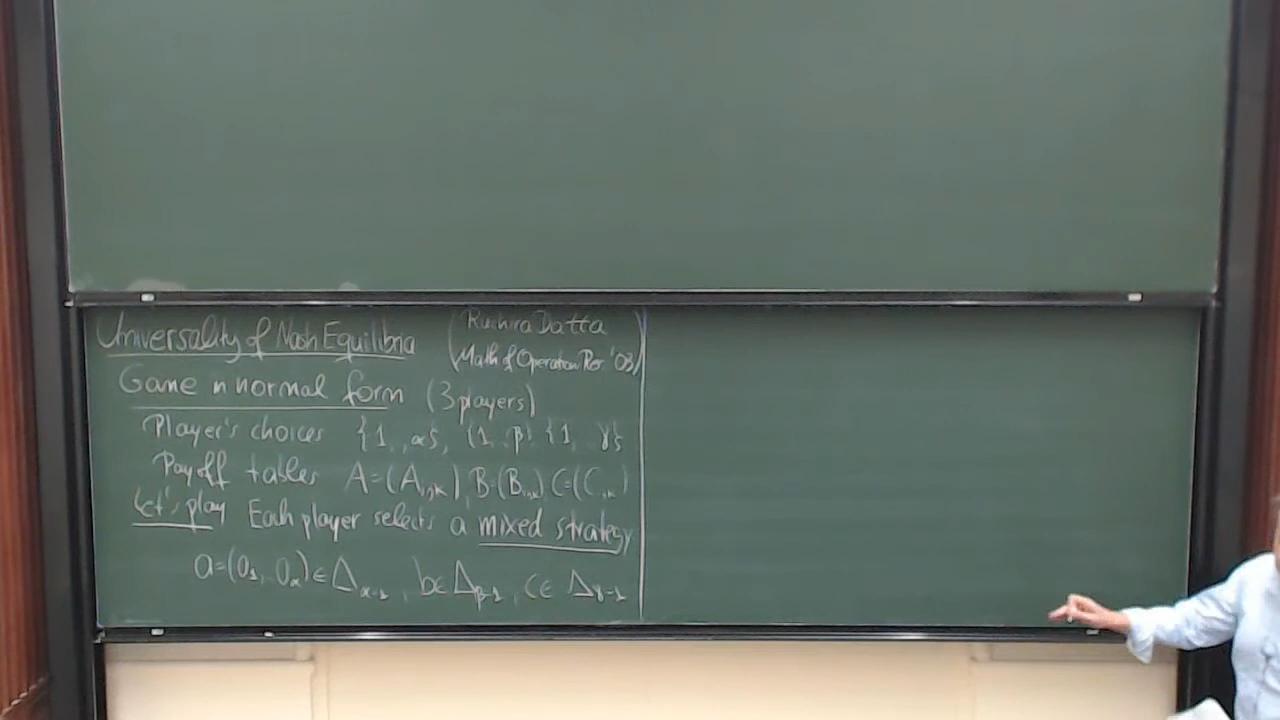 Universality of Nash Equilibria
(Ruchira Datta
Math of Operation Res. '03)
Game in normal form (3 players)
Player's choices {1, ,α}, {1, ,β} {1, ,γ}
Payoff tables A=(A_ijk), B=(B_ijk) C=(C_ijk)
Let's play Each player selects a mixed strategy
a=(a_1, a_α)∈Δ_{α-1}, b∈Δ_{β-1}, c∈Δ_{γ-1}